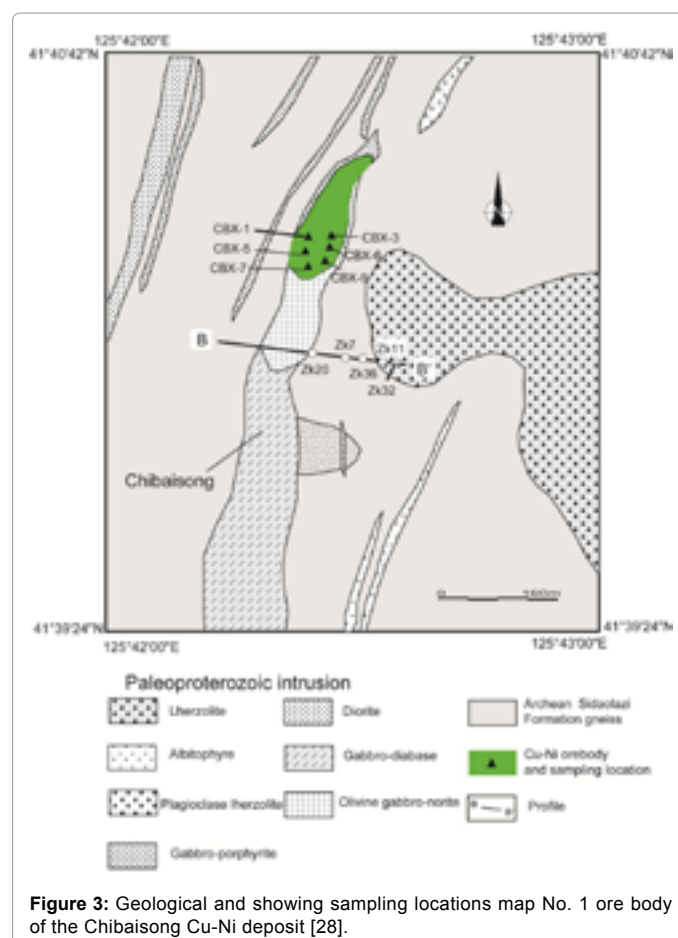 125°42'00"E 125°43'00"E
41°40'42"N 41°40'42"N
CBX-1 CBX-3
CBX-5
CBX-7
B Zk7 Zk11
Zk20 Zk36 B'
Zk32
Chibaisong
41°39'24"N 41°39'24"N
125°42'00"E 125°43'00"E
Paleoproterozoic intrusion
Lherzolite Diorite Archean Sidaolazi
Formation gneiss
Albitophyre Gabbro-diabase Cu-Ni orebody
and sampling location
Plagioclase lherzolite Olivine gabbro-norite Profile
Gabbro-porphyrite
Figure 3: Geological and showing sampling locations map No. 1 ore body
of the Chibaisong Cu-Ni deposit [28].